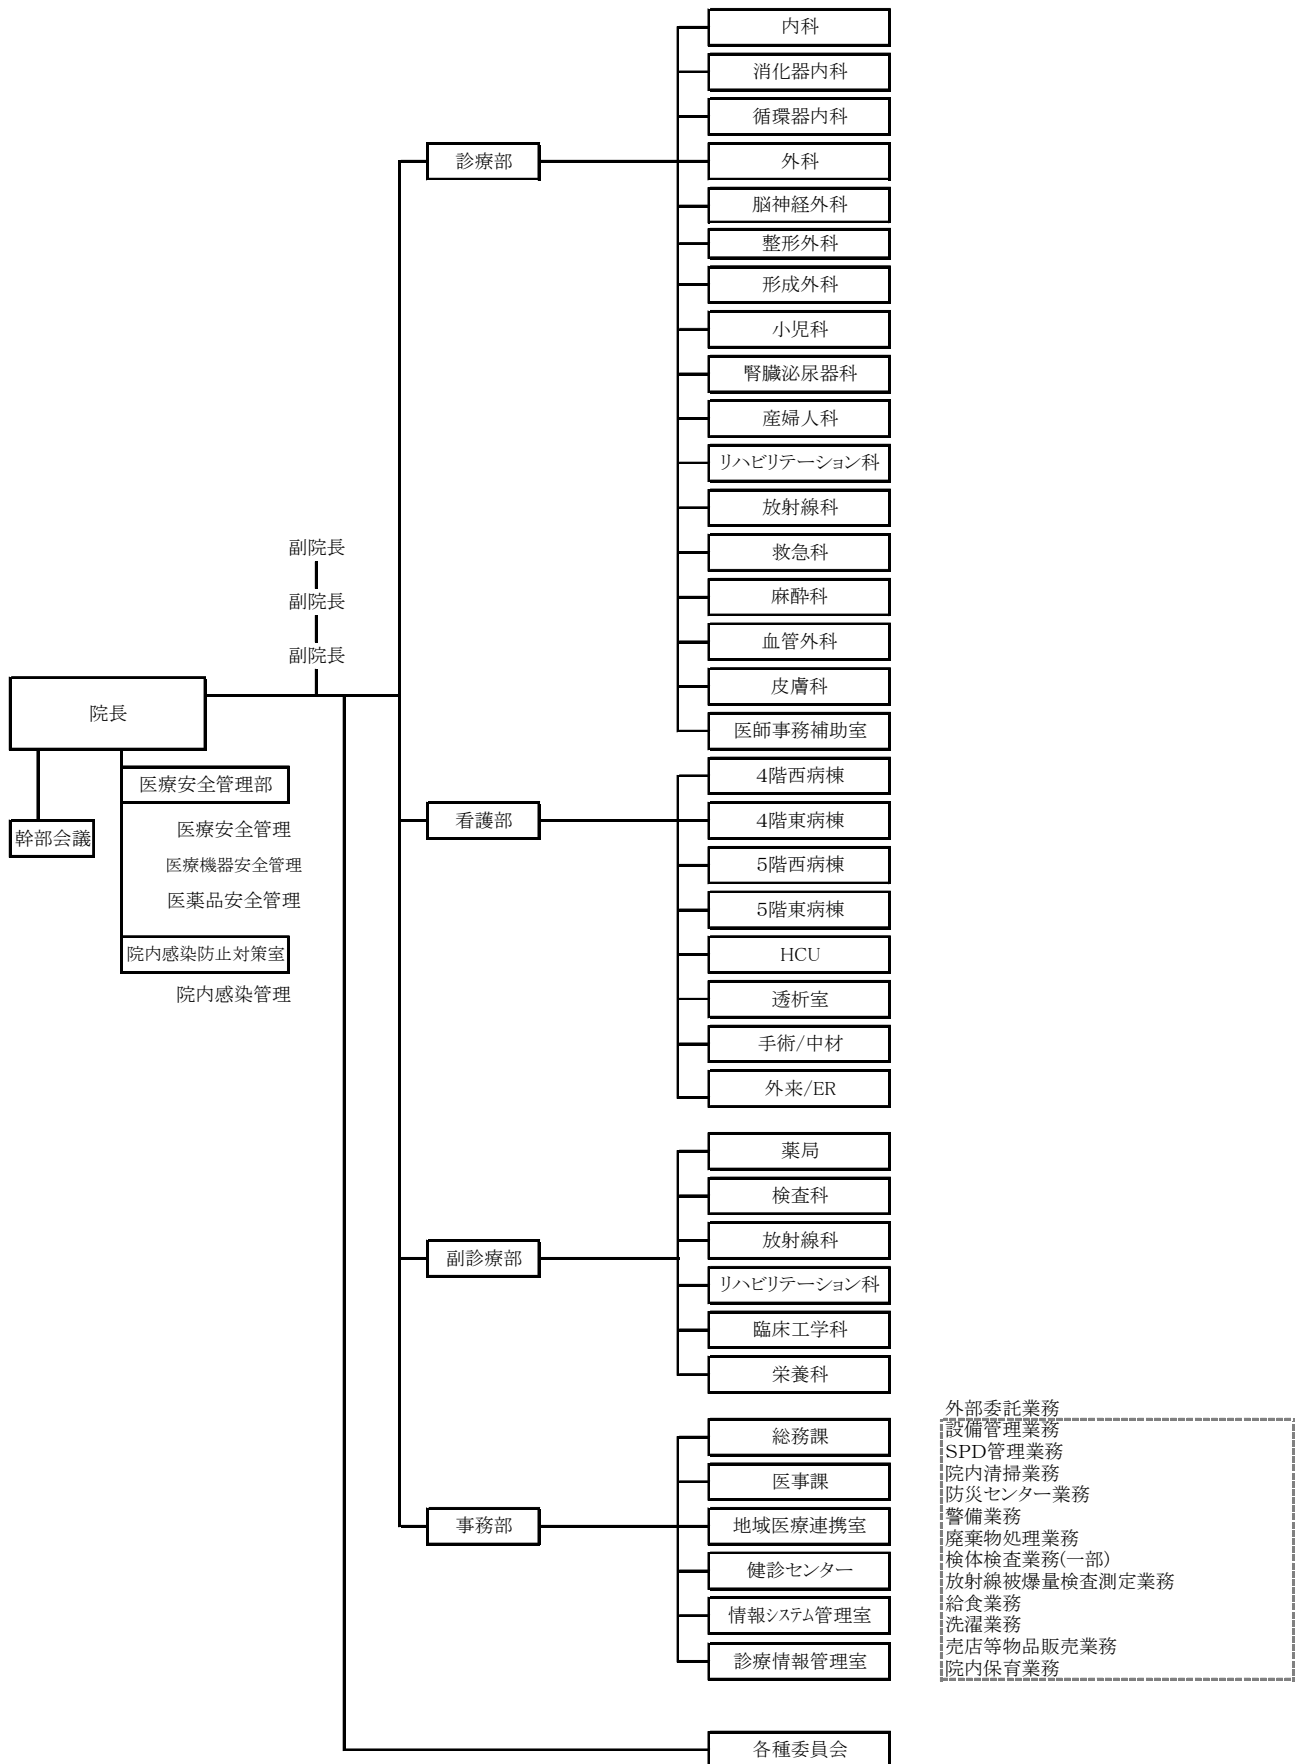 内科
消化器内科
循環器内科
診療部
外科
脳神経外科
整形外科
形成外科
小児科
腎臓泌尿器科
産婦人科
リハビリテーション科
放射線科
救急科
麻酔科
血管外科
皮膚科
医師事務補助室
副院長
副院長
副院長
院長
医療安全管理部
幹部会議
医療安全管理
医療機器安全管理
医薬品安全管理
院内感染防止対策室
院内感染管理
看護部
4階西病棟
4階東病棟
5階西病棟
5階東病棟
HCU
透析室
手術/中材
外来/ER
副診療部
薬局
検査科
放射線科
リハビリテーション科
臨床工学科
栄養科
事務部
総務課
医事課
地域医療連携室
健診センター
情報システム管理室
診療情報管理室
外部委託業務
設備管理業務
SPD管理業務
院内清掃業務
防災センター業務
警備業務
廃棄物処理業務
検体検査業務(一部)
放射線被爆量検査測定業務
給食業務
洗濯業務
売店等物品販売業務
院内保育業務
各種委員会